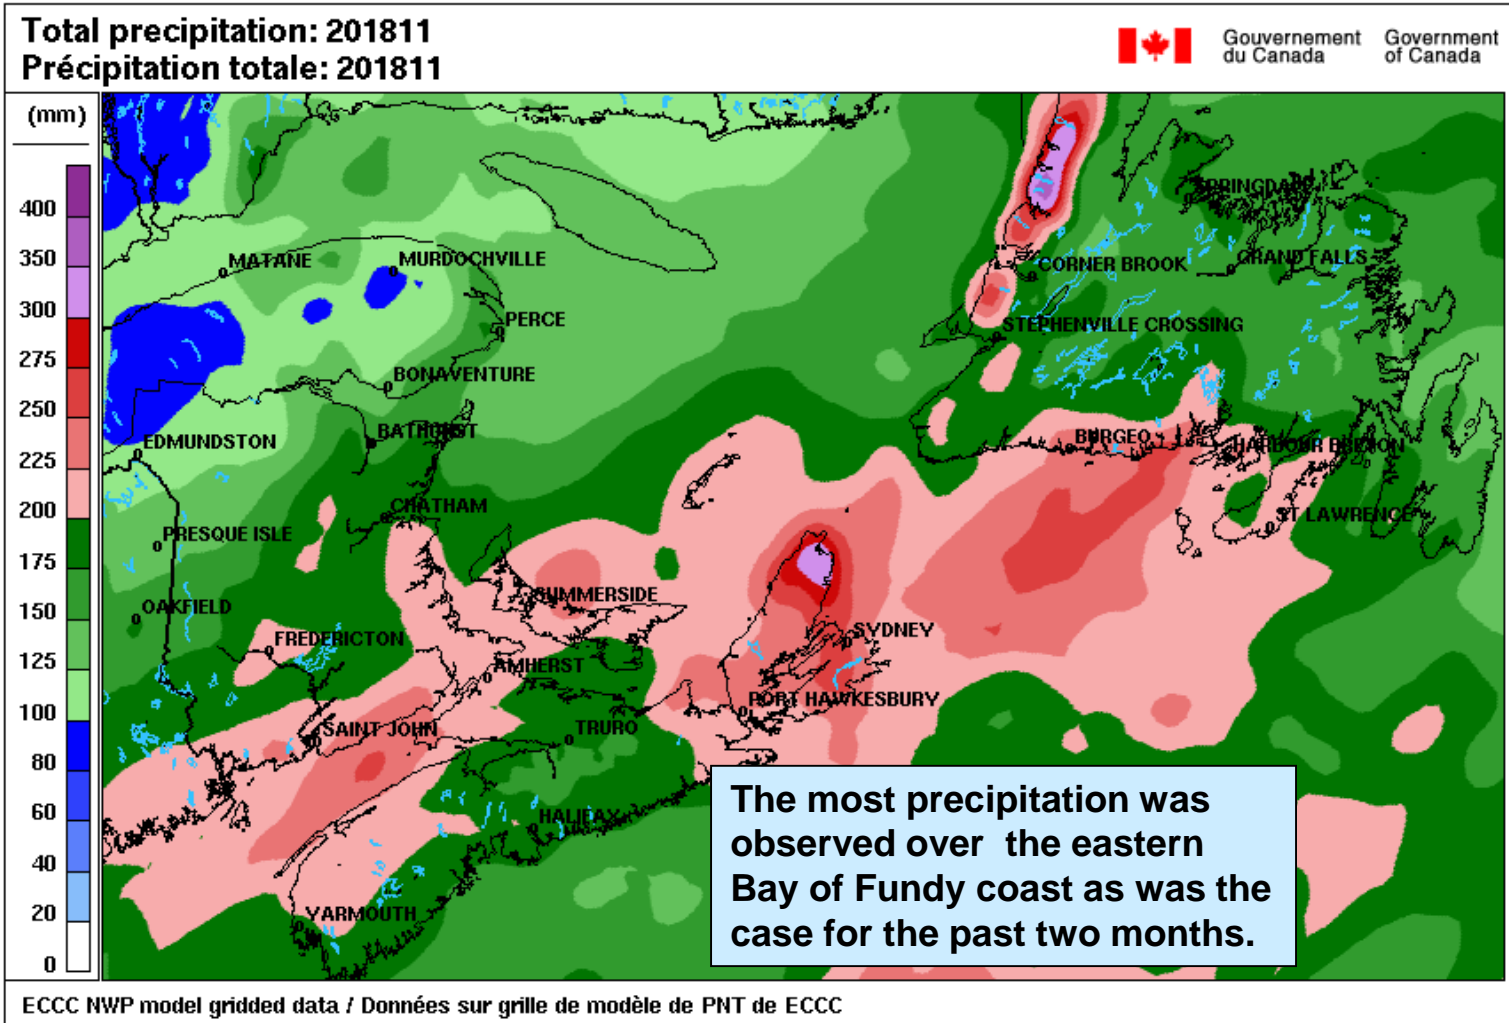 Total precipitation: 201811
Précipitation totale: 201811
Gouvernement du Canada
Government of Canada
(mm)
400
350
300
275
250
225
200
175
150
125
100
80
60
40
20
0
SPRINGDALE
MATANE
MURDOCHVILLE
CORNER BROOK
GRAND FALLS
PERCE
STEPHENVILLE CROSSING
BONAVENTURE
EDMUNDSTON
BATHURST
BURGEO
HARBOUR BRETON
CHATHAM
ST LAWRENCE
PRESQUE ISLE
OAKFIELD
SUMMERSIDE
FREDERICTON
SYDNEY
AMHERST
PORT HAWKESBURY
SAINT JOHN
TRURO
HALIFAX
YARMOUTH
The most precipitation was
observed over the eastern
Bay of Fundy coast as was the
case for the past two months.
ECCC NWP model gridded data / Données sur grille de modèle de PNT de ECCC